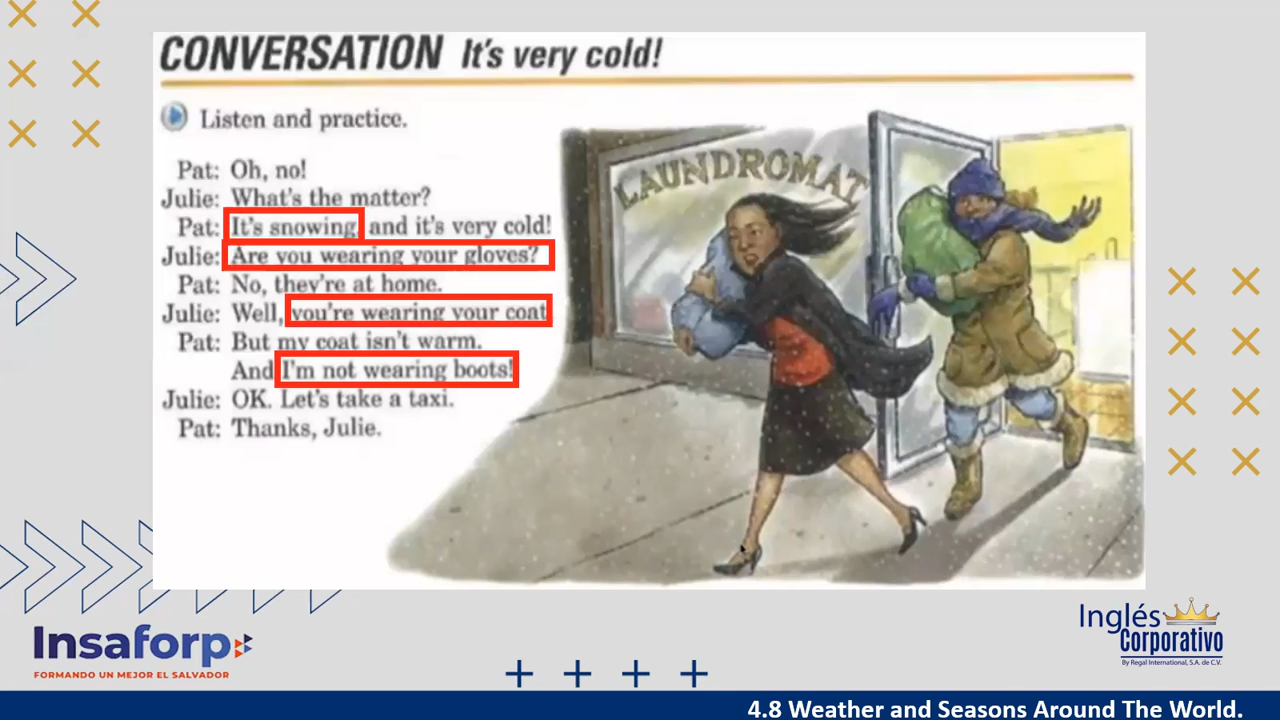 CONVERSATION It's very cold!
Listen and practice.
Pat: Oh, no!
Julie: What's the matter?
Pat: It's snowing and it's very cold!
Julie: Are you wearing your gloves?
Pat: No, they're at home.
Julie: Well, you're wearing your coat
Pat: But my coat isn't warm.
And I'm not wearing boots!
Julie: OK. Let's take a taxi.
Pat: Thanks, Julie.
LAUNDROMAT
Insaforp
FORMANDO UN MEJOR EL SALVADOR
Inglés
Corporativo
By Regal International, S.A. de C.V.
4.8 Weather and Seasons Around The World.